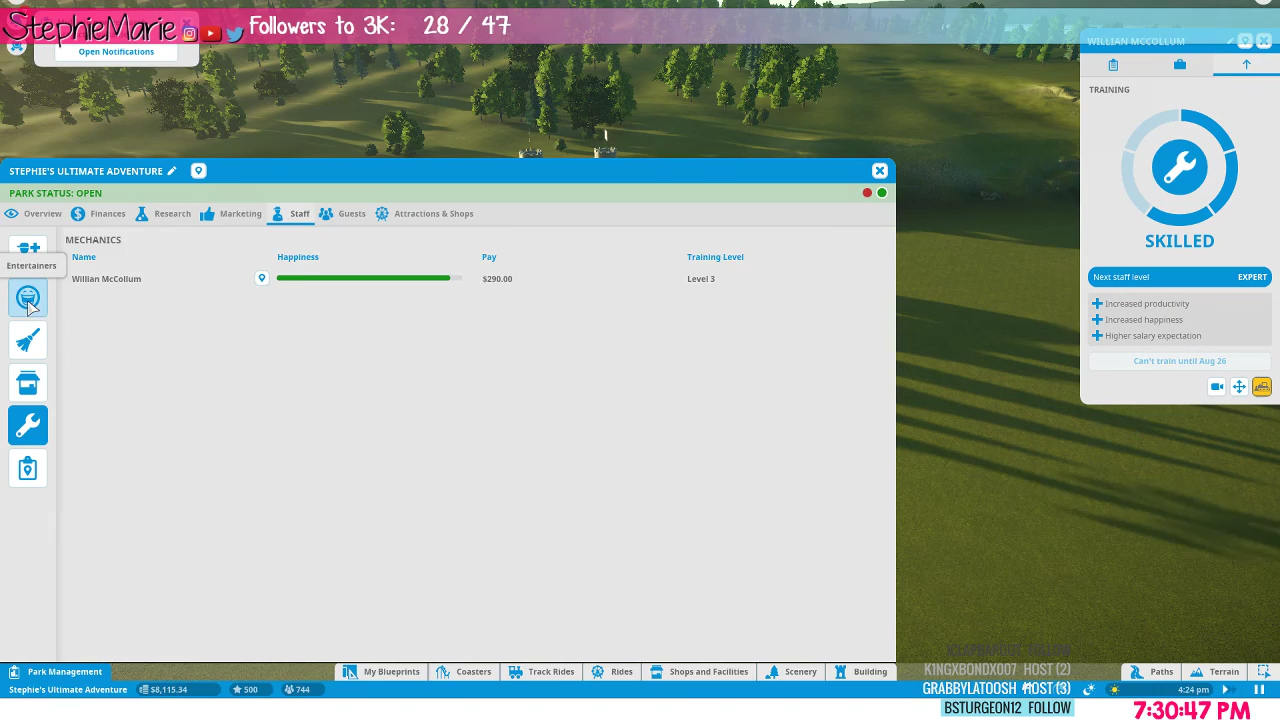 StephieMarie
Followers to 3K: 28 / 47
Open Notifications
WILLIAN MCCOLLUM
TRAINING
SKILLED
Next staff level EXPERT
Increased productivity
Increased happiness
Higher salary expectation
Can't train until Aug 26
STEPHIE'S ULTIMATE ADVENTURE
PARK STATUS: OPEN
Overview Finances Research Marketing Staff Guests Attractions & Shops
MECHANICS
Name Happiness Pay Training Level
Willian McCollum $290.00 Level 3
Entertainers
KINGXBONDX007 HOST (2)
GRABBYLATOOSH HOST (3)
BSTURGEON12 FOLLOW
Park Management My Blueprints Coasters Track Rides Rides Shops and Facilities Scenery Building Paths Terrain
Stephie's Ultimate Adventure $8,115.34 500 744 4:24 pm
7:30:47 PM